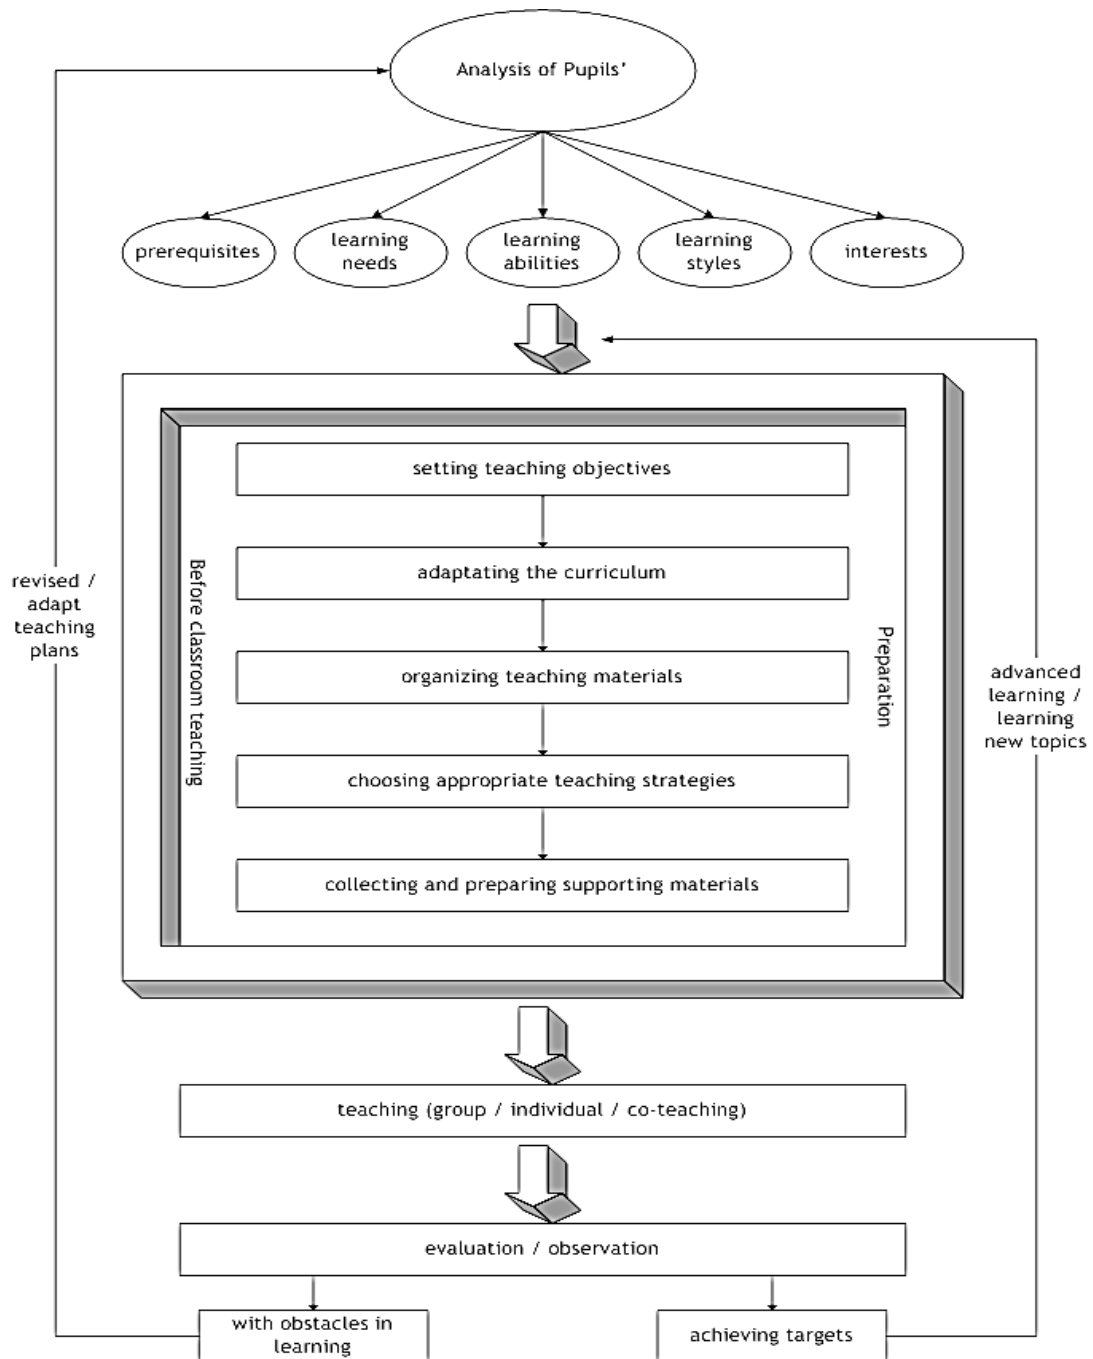 Analysis of Pupils’
prerequisites
learning
needs
learning
abilities
learning
styles
interests
setting teaching objectives
adaptating the curriculum
organizing teaching materials
choosing appropriate teaching strategies
collecting and preparing supporting materials
Before classroom teaching
Preparation
revised /
adapt
teaching
plans
advanced
learning /
learning
new topics
teaching (group / individual / co-teaching)
evaluation / observation
with obstacles in
learning
achieving targets